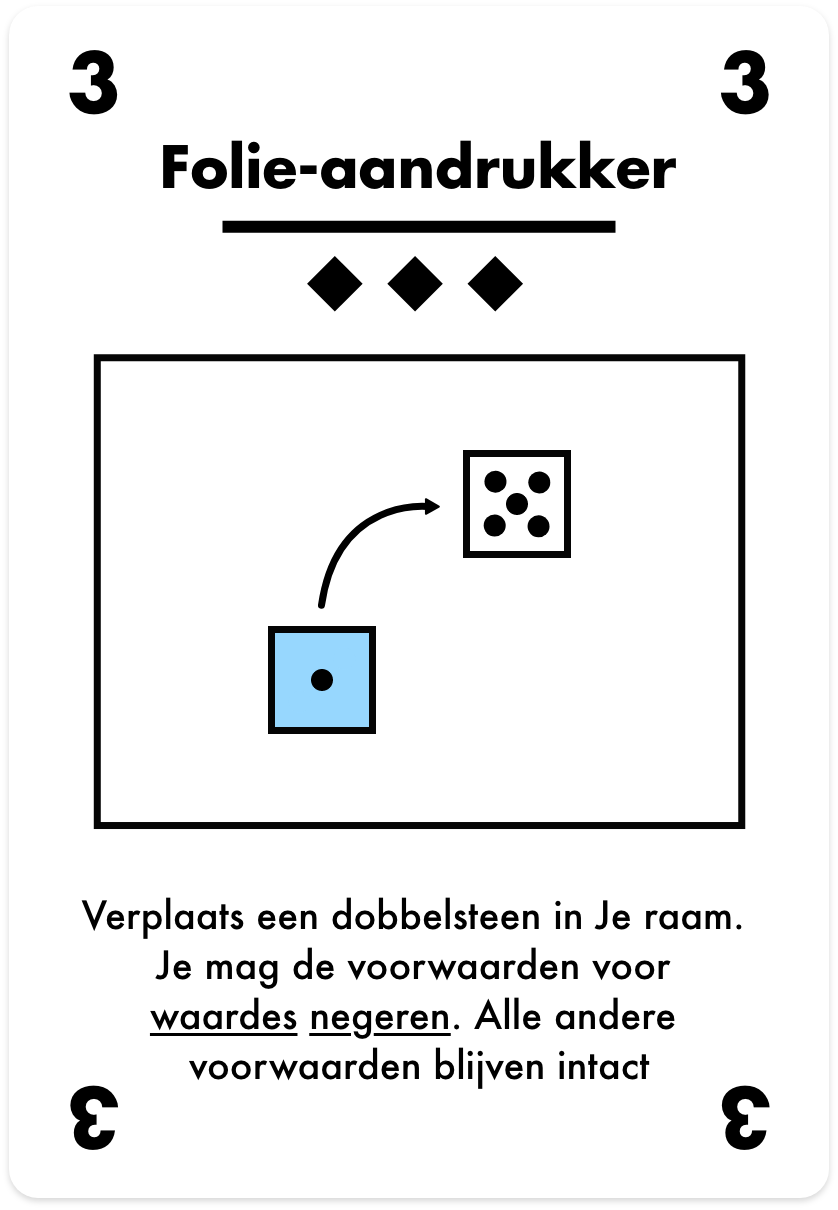 3 3
Folie-aandrukker
Verplaats een dobbelsteen in Je raam.
Je mag de voorwaarden voor
waardes negeren. Alle andere
voorwaarden blijven intact
3 3